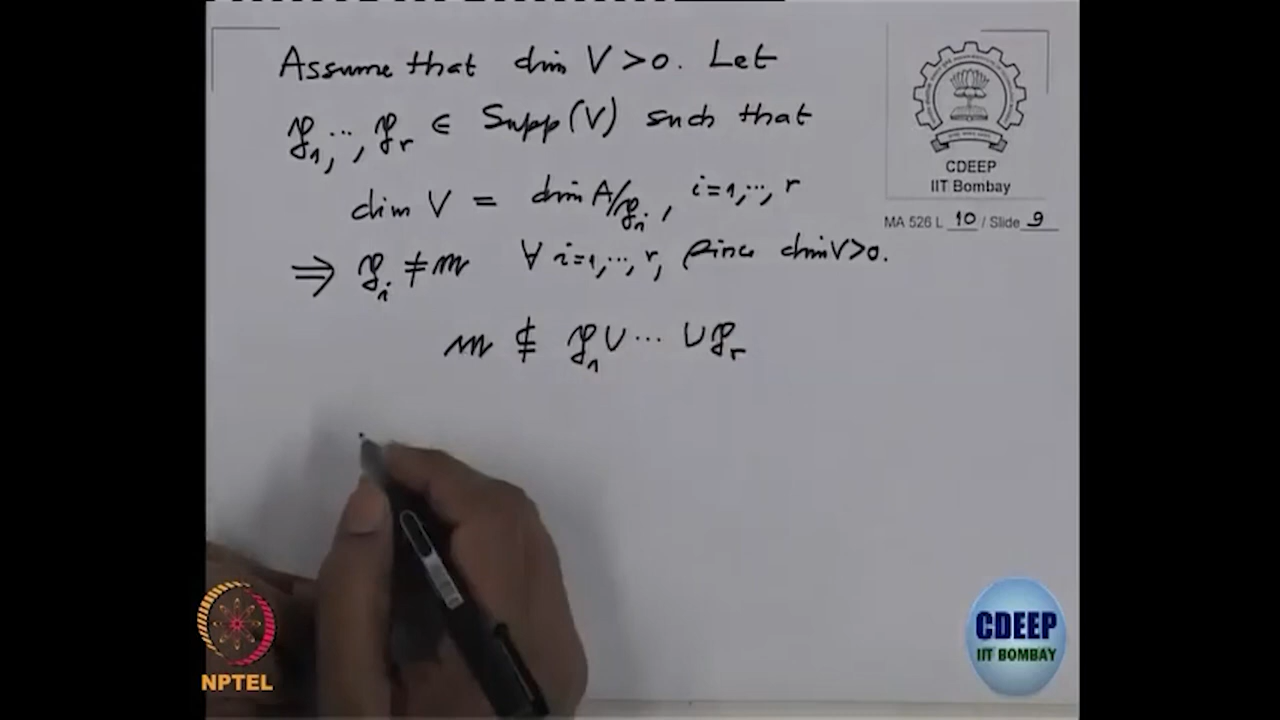 Assume that dim V > 0. Let
𝔭₁, ..., 𝔭ᵣ ∈ Supp(V) such that
dim V = dim A/𝔭ᵢ, i=1, ..., r
⇒ 𝔭ᵢ ≠ 𝔪 ∀ i=1, ..., r, since dim V>0.
𝔪 ⊈ 𝔭₁ ∪ ... ∪ 𝔭ᵣ
CDEEP
IIT Bombay
MA 526 L 10 / Slide 9
NPTEL
CDEEP
IIT BOMBAY